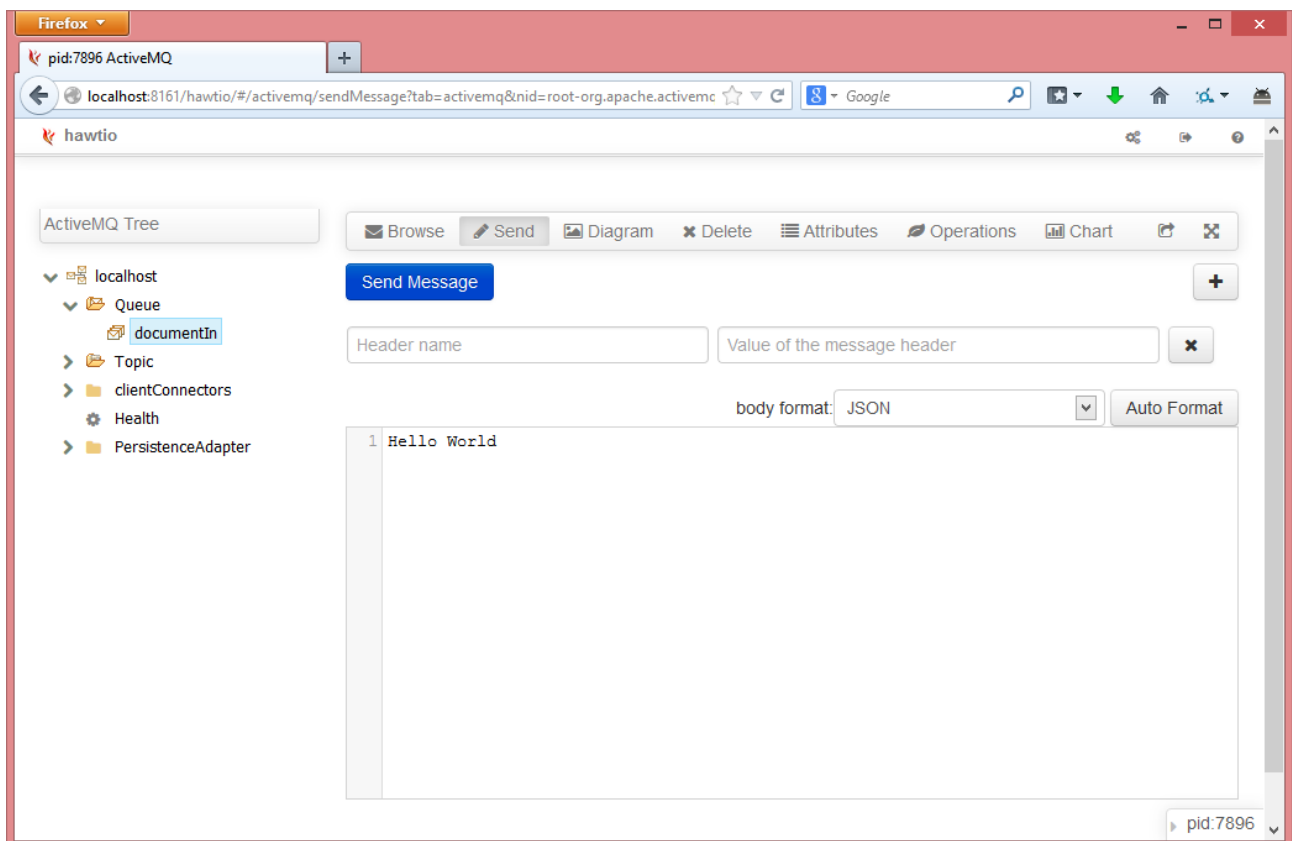 Firefox
pid:7896 ActiveMQ
localhost:8161/hawtio/#/activemq/sendMessage?tab=activemq&nid=root-org.apache.activemc 8 Google
hawtio
ActiveMQ Tree
Browse Send Diagram Delete Attributes Operations Chart
localhost
Send Message
Queue
documentIn
Header name Value of the message header
Topic
clientConnectors
body format: JSON Auto Format
Health
1 Hello World
PersistenceAdapter
pid:7896